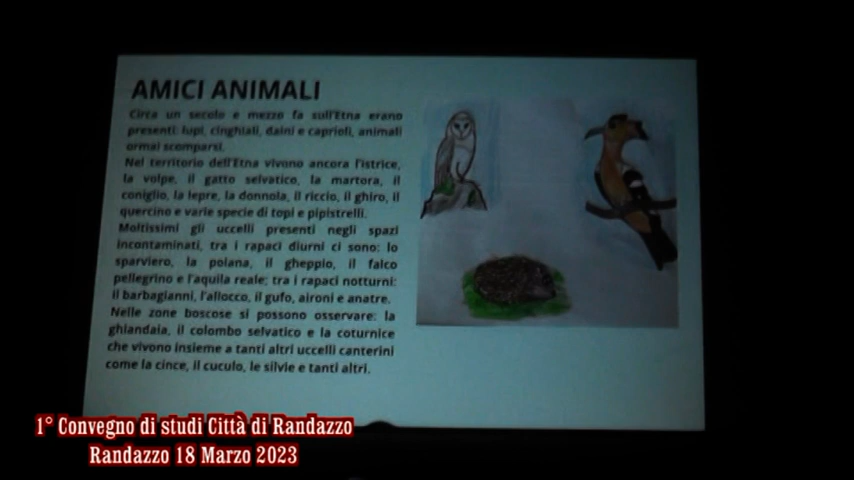 AMICI ANIMALI
Circa un secolo e mezzo fa sull'Etna erano
presenti: lupi, cinghiali, daini e caprioli, animali
ormai scomparsi.
Nel territorio dell'Etna vivono ancora l'istrice,
la volpe, il gatto selvatico, la martora, il
coniglio, la lepre, la donnola, il riccio, il ghiro, il
quercino e varie specie di topi e pipistrelli.
Moltissimi gli uccelli presenti negli spazi
incontaminati, tra i rapaci diurni ci sono: lo
sparviero, la poiana, il gheppio, il falco
pellegrino e l'aquila reale; tra i rapaci notturni:
il barbagianni, l'allocco, il gufo, aironi e anatre.
Nelle zone boscose si possono osservare: la
ghiandaia, il colombo selvatico e la coturnice
che vivono insieme a tanti altri uccelli canterini
come la cince, il cuculo, le silvie e tanti altri.
1° Convegno di studi Città di Randazzo
Randazzo 18 Marzo 2023